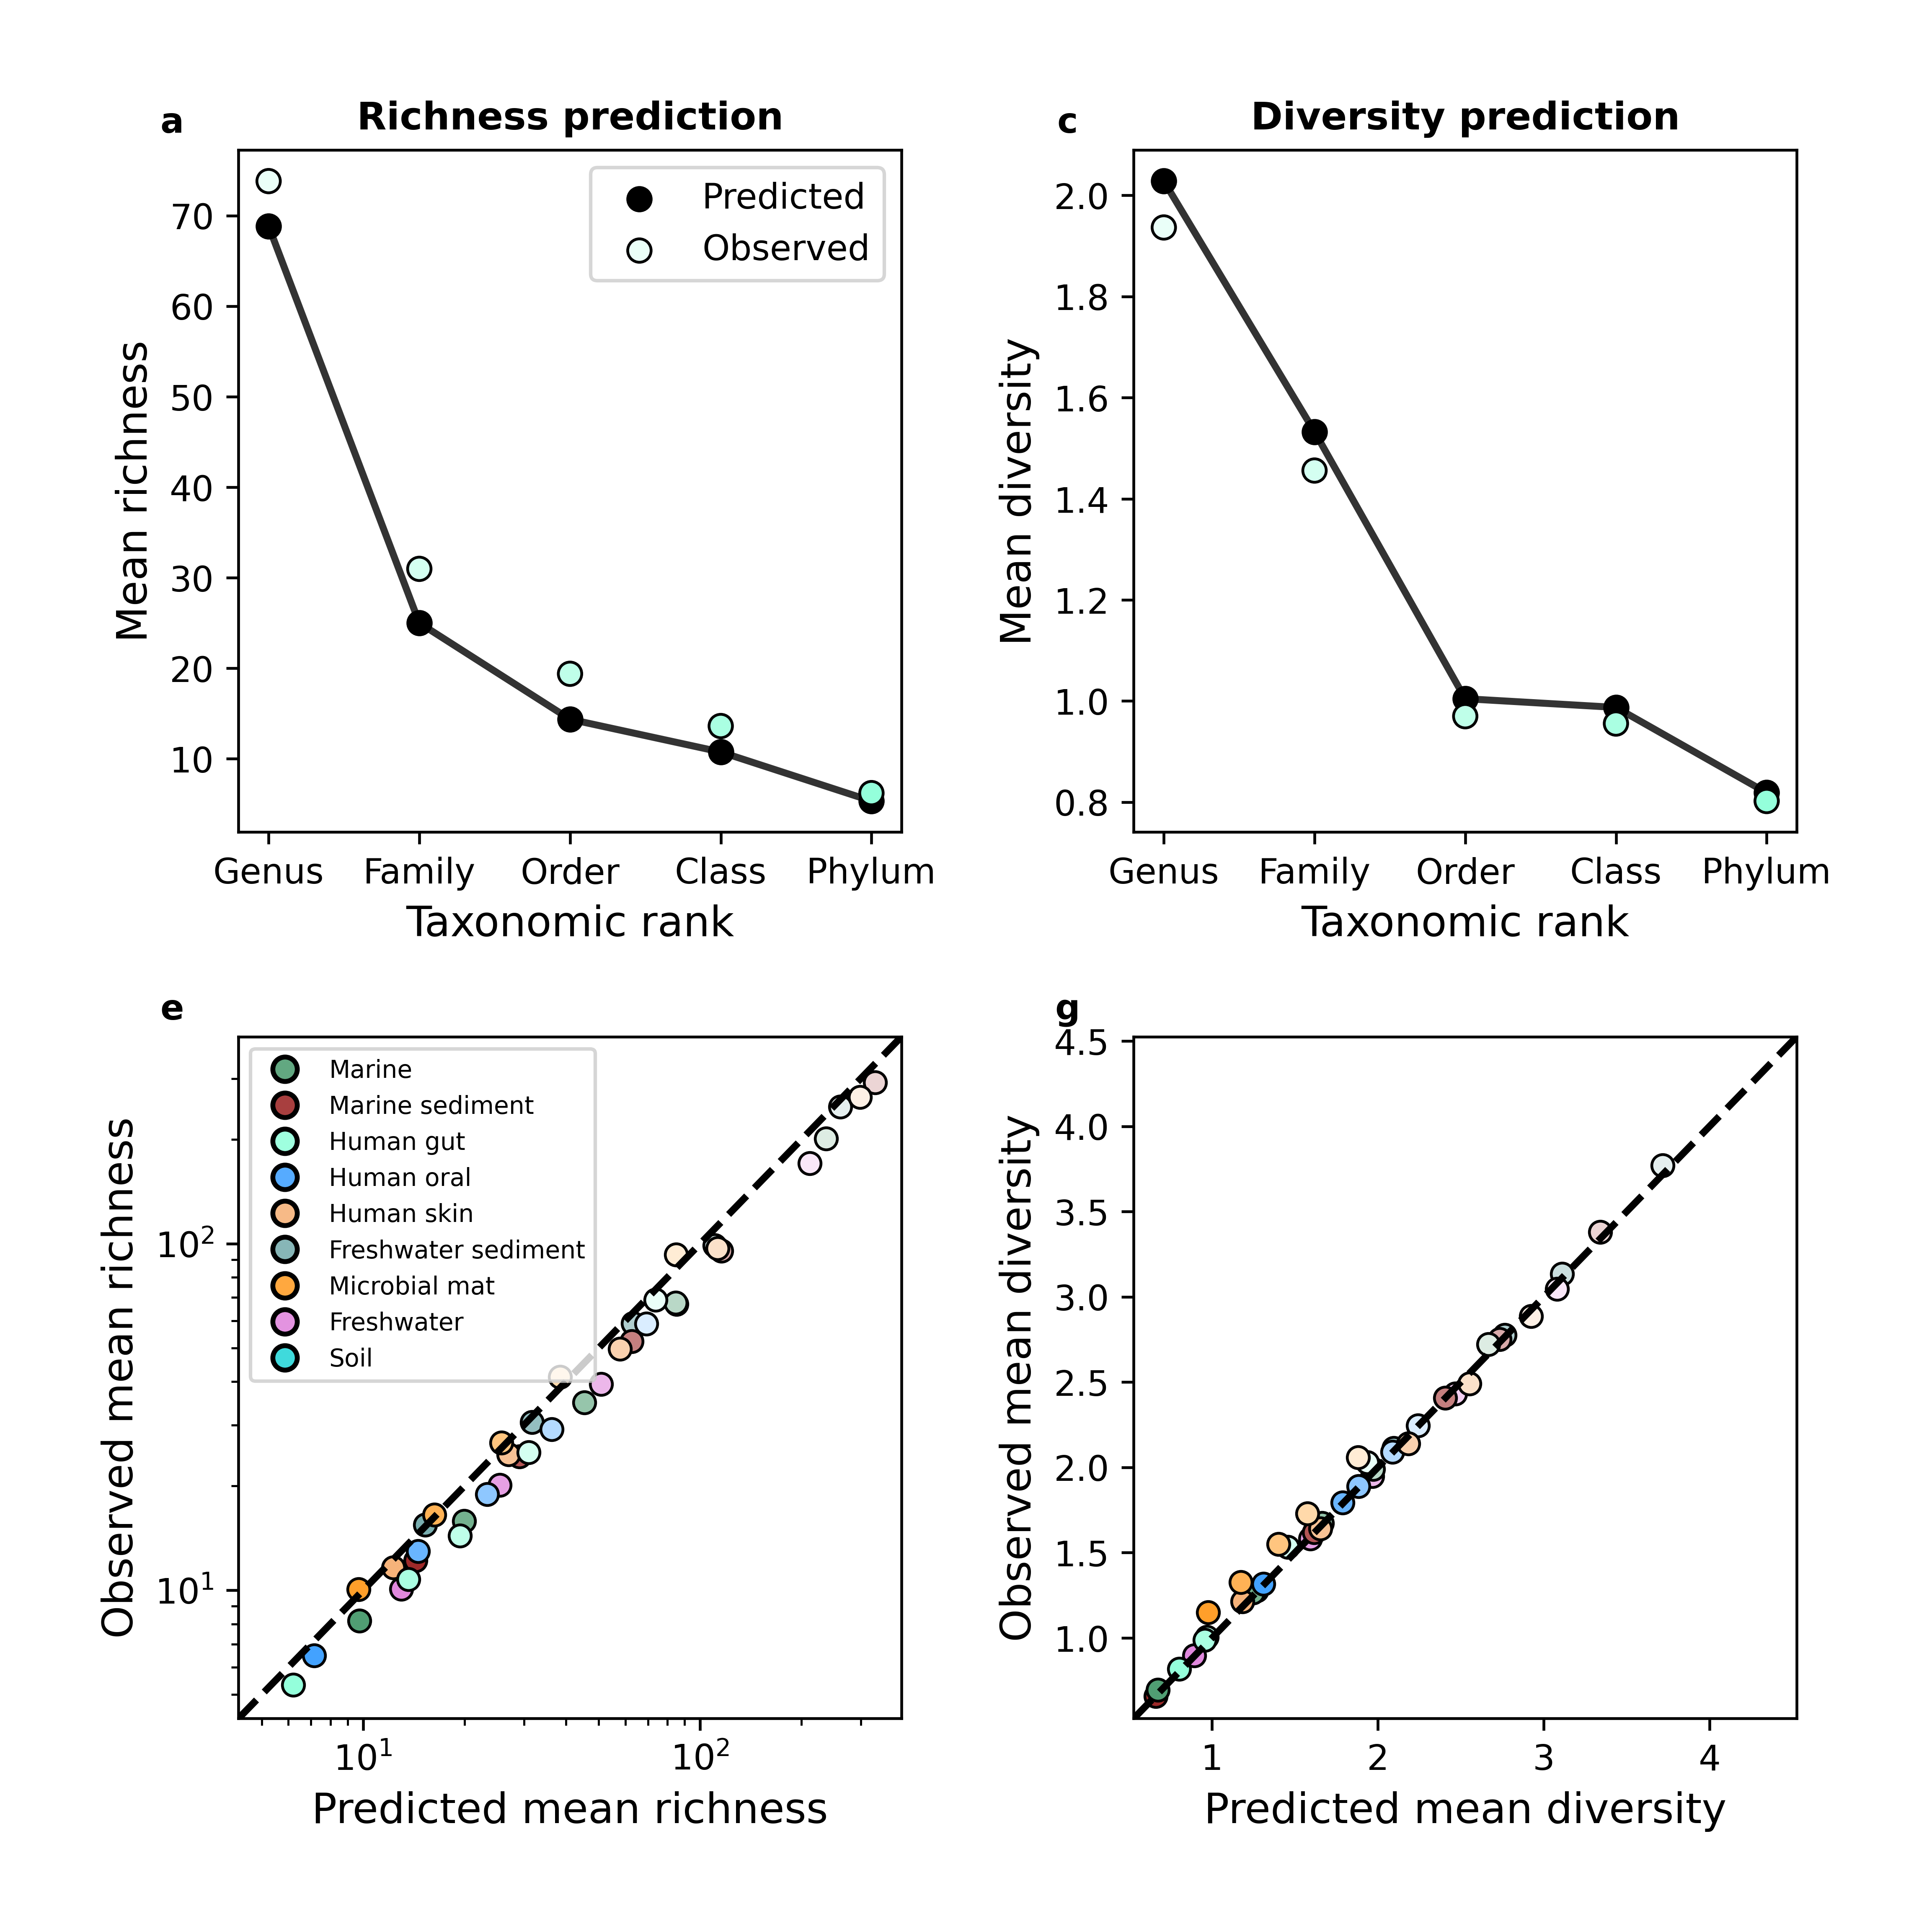 a
Richness prediction
Mean richness
70
60
50
40
30
20
10
Predicted
Observed
Genus
Family
Order
Class
Phylum
Taxonomic rank
c
Diversity prediction
Mean diversity
2.0
1.8
1.6
1.4
1.2
1.0
0.8
Genus
Family
Order
Class
Phylum
Taxonomic rank
e
Observed mean richness
10²
10¹
Marine
Marine sediment
Human gut
Human oral
Human skin
Freshwater sediment
Microbial mat
Freshwater
Soil
10¹
10²
Predicted mean richness
g
Observed mean diversity
4.5
4.0
3.5
3.0
2.5
2.0
1.5
1.0
1
2
3
4
Predicted mean diversity